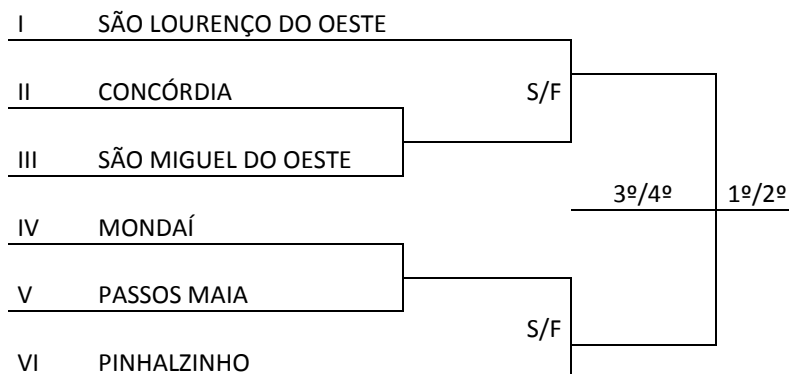 I SÃO LOURENÇO DO OESTE
II CONCÓRDIA S/F
III SÃO MIGUEL DO OESTE
3º/4º 1º/2º
IV MONDAÍ
V PASSOS MAIA
S/F
VI PINHALZINHO